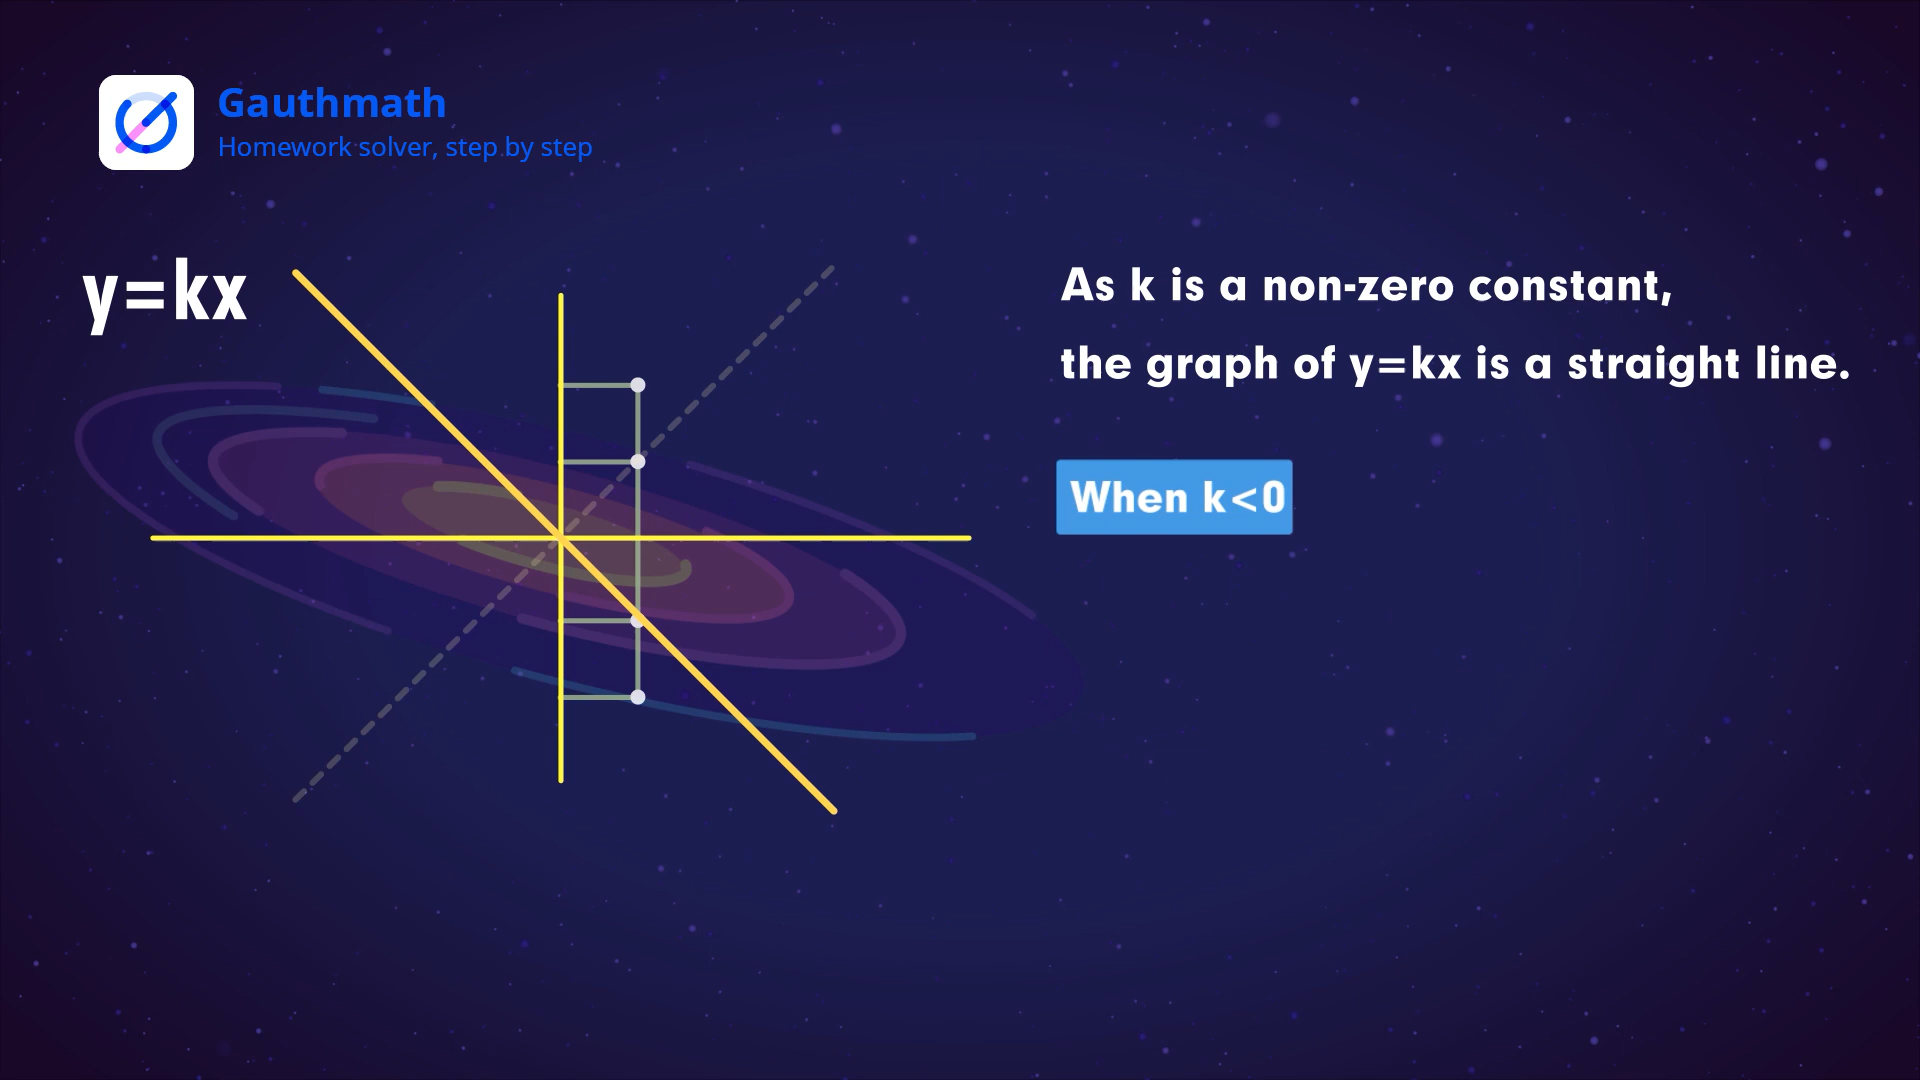 Gauthmath
Homework solver, step by step
y=kx
As k is a non-zero constant,
the graph of y=kx is a straight line.
When k<0